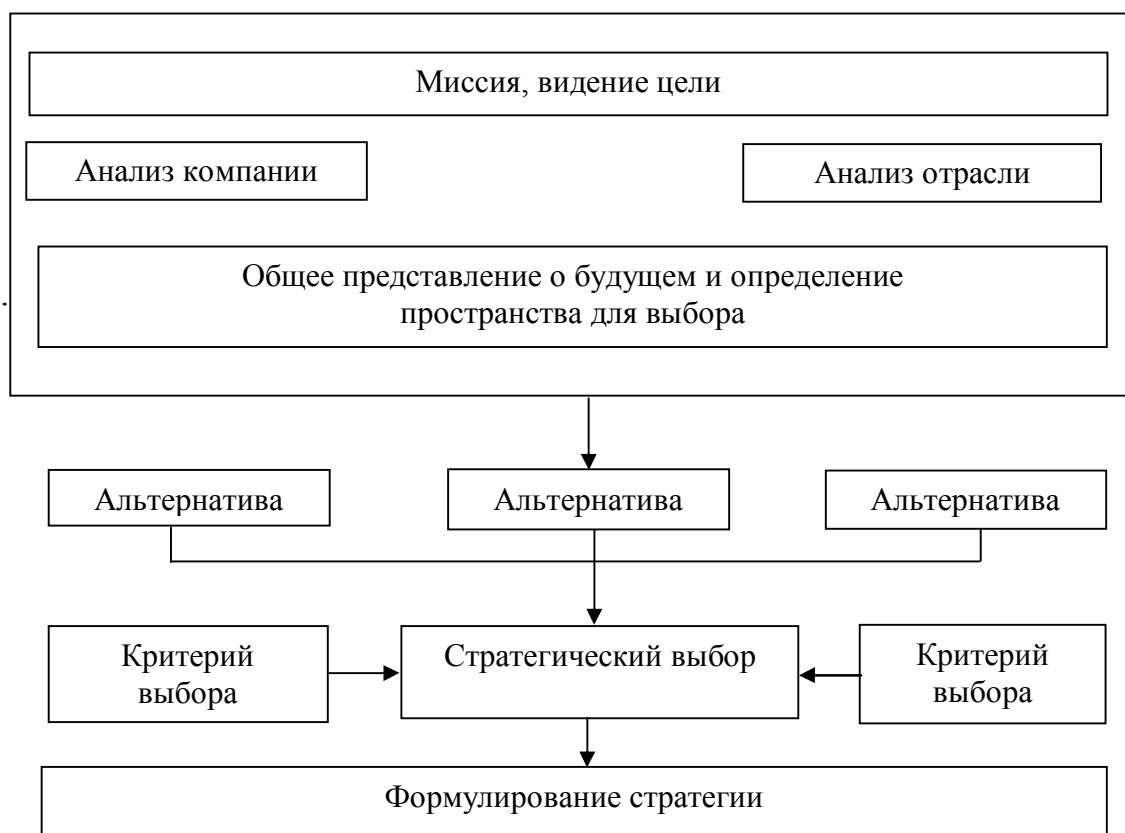 Миссия, видение цели
Анализ компании
Анализ отрасли
Общее представление о будущем и определение
пространства для выбора
Альтернатива
Альтернатива
Альтернатива
Критерий
выбора
Стратегический выбор
Критерий
выбора
Формулирование стратегии